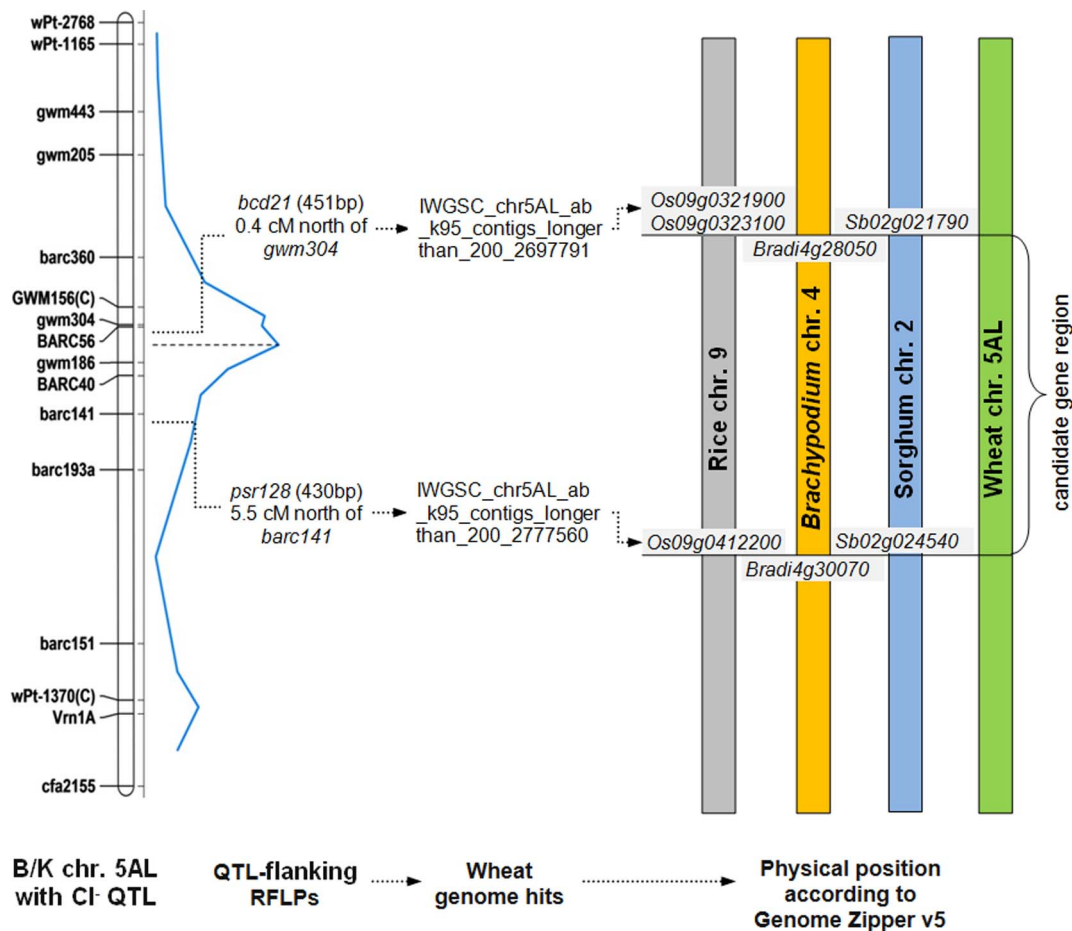 wPt-2768
wPt-1165
gwm443
gwm205
barc360
GWM156(C)
gwm304
BARC56
gwm186
BARC40
barc141
barc193a
barc151
wPt-1370(C)
Vrn1A
cfa2155
bcd21 (451bp)
0.4 cM north of
gwm304
IWGSC_chr5AL_ab
_k95_contigs_longer
than_200_2697791
Os09g0321900
Os09g0323100
Sb02g021790
Bradi4g28050
psr128 (430bp)
5.5 cM north of
barc141
IWGSC_chr5AL_ab
_k95_contigs_longer
than_200_2777560
Os09g0412200
Sb02g024540
Bradi4g30070
Rice chr. 9
Brachypodium chr. 4
Sorghum chr. 2
Wheat chr. 5AL
candidate gene region
B/K chr. 5AL
with Cl- QTL
QTL-flanking
RFLPs
Wheat
genome hits
Physical position
according to
Genome Zipper v5